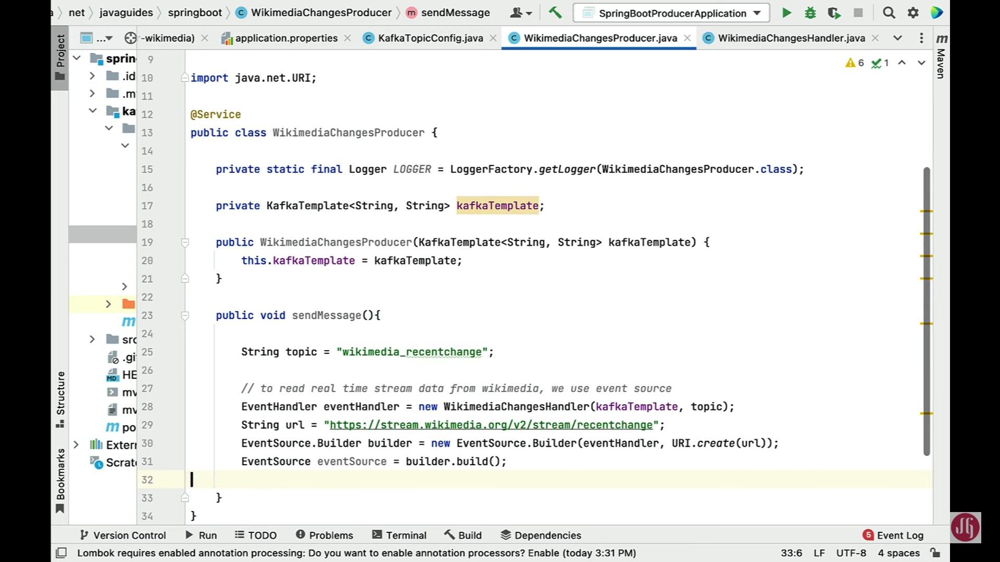 a
net
javaguides
springboot
WikimediaChangesProducer
sendMessage
SpringBootProducerApplication
...
-wikimedia)
application.properties
KafkaTopicConfig.java
WikimediaChangesProducer.java
WikimediaChangesHandler.java
Project
Structure
Bookmarks
Maven
sprin
.id
.m
ka
src
.gi
HE
mv
mv
po
Extern
Scrat
6
1
9
10 import java.net.URI;
11
12 @Service
13 public class WikimediaChangesProducer {
14
15 private static final Logger LOGGER = LoggerFactory.getLogger(WikimediaChangesProducer.class);
16
17 private KafkaTemplate<String, String> kafkaTemplate;
18
19 public WikimediaChangesProducer(KafkaTemplate<String, String> kafkaTemplate) {
20 this.kafkaTemplate = kafkaTemplate;
21 }
22
23 public void sendMessage(){
24
25 String topic = "wikimedia_recentchange";
26
27 // to read real time stream data from wikimedia, we use event source
28 EventHandler eventHandler = new WikimediaChangesHandler(kafkaTemplate, topic);
29 String url = "https://stream.wikimedia.org/v2/stream/recentchange";
30 EventSource.Builder builder = new EventSource.Builder(eventHandler, URI.create(url));
31 EventSource eventSource = builder.build();
32
33 }
34 }
Version Control
Run
TODO
Problems
Terminal
Build
Dependencies
5 Event Log
Lombok requires enabled annotation processing: Do you want to enable annotation processors? Enable (today 3:31 PM)
33:6
LF
UTF-8
4 spaces
JG